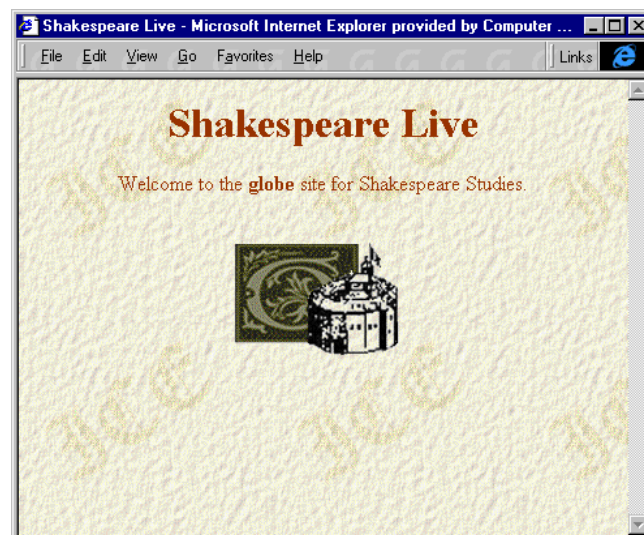 Shakespeare Live - Microsoft Internet Explorer provided by Computer ...
File Edit View Go Favorites Help Links
Shakespeare Live
Welcome to the globe site for Shakespeare Studies.
G